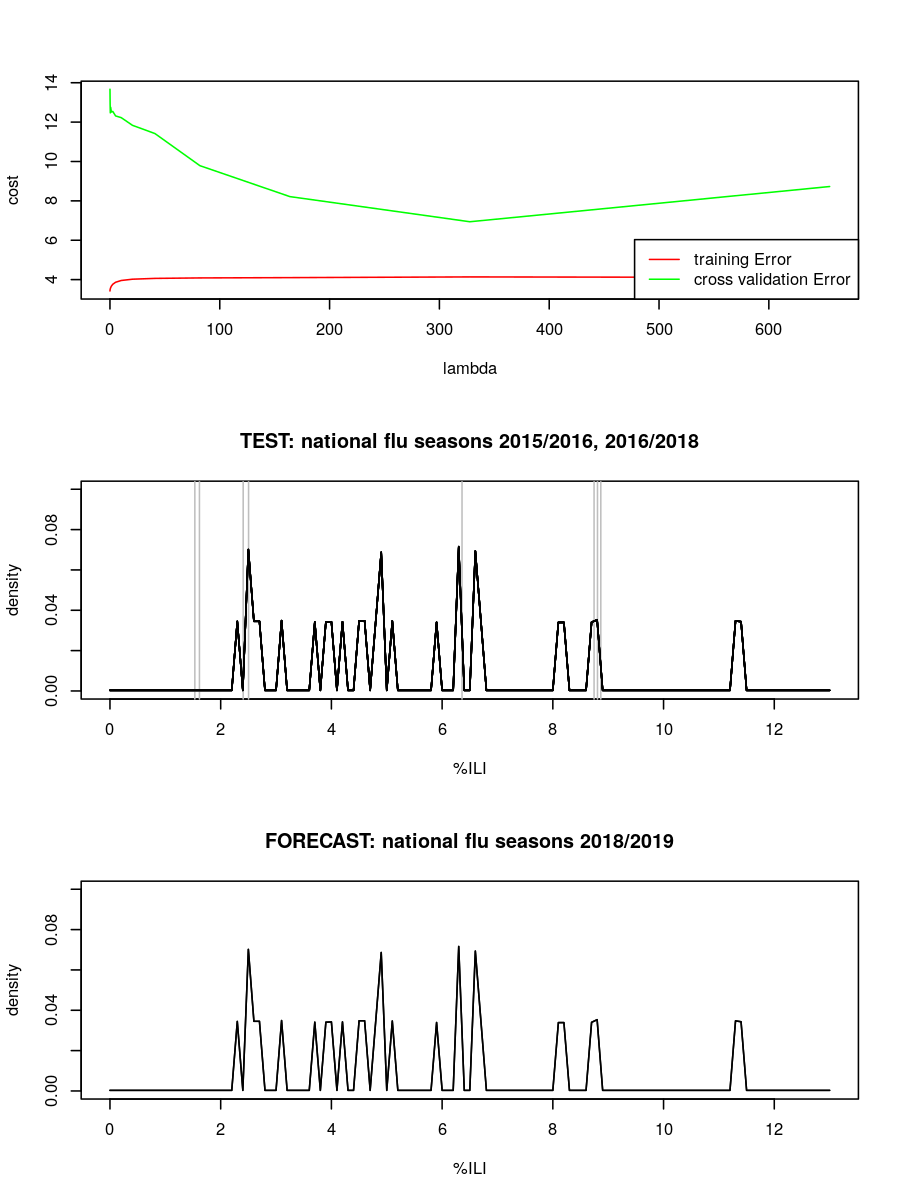 14
12
10
8
6
4
cost
training Error
cross validation Error
0 100 200 300 400 500 600
lambda
TEST: national flu seasons 2015/2016, 2016/2018
0.08
0.04
0.00
density
0 2 4 6 8 10 12
%ILI
FORECAST: national flu seasons 2018/2019
0.08
0.04
0.00
density
0 2 4 6 8 10 12
%ILI